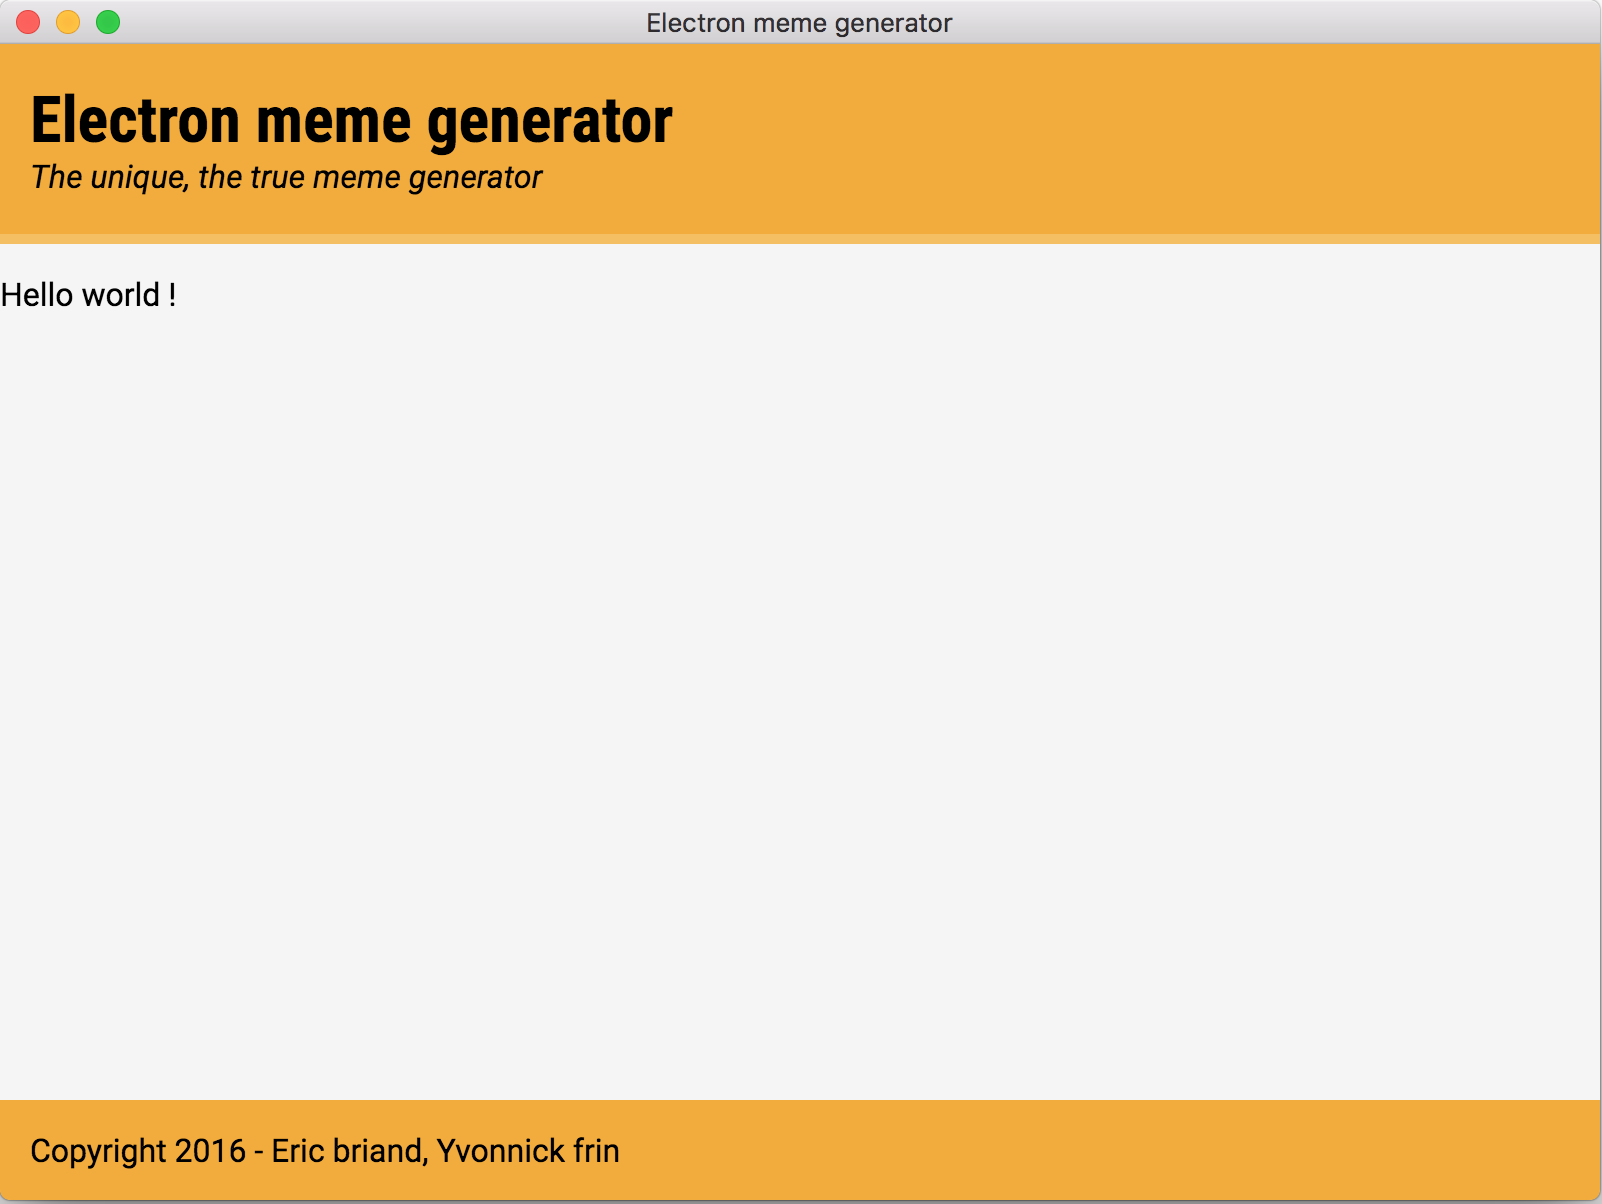 Electron meme generator
Electron meme generator
The unique, the true meme generator
Hello world !
Copyright 2016 - Eric briand, Yvonnick frin